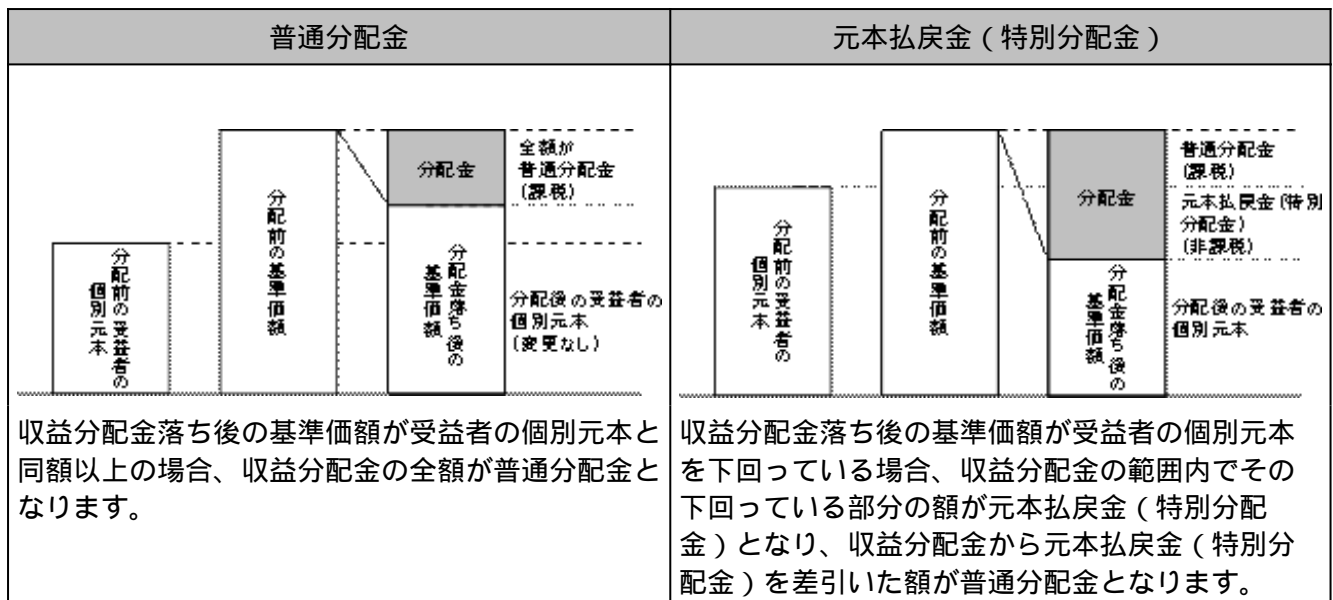 普通分配金
分配前の受益者の
個別元本
分配前の基準価額
分配金
分配金落ち後の
基準価額
全額が
普通分配金
(課税)
分配後の受益者の
個別元本
(変更なし)
収益分配金落ち後の基準価額が受益者の個別元本と
同額以上の場合、収益分配金の全額が普通分配金と
なります。
元本払戻金(特別分配金)
分配前の受益者の
個別元本
分配前の基準価額
分配金
分配金落ち後の
基準価額
普通分配金
(課税)
元本払戻金(特別
分配金)
(非課税)
分配後の受益者の
個別元本
収益分配金落ち後の基準価額が受益者の個別元本
を下回っている場合、収益分配金の範囲内でその
下回っている部分の額が元本払戻金(特別分配
金)となり、収益分配金から元本払戻金(特別分
配金)を差引いた額が普通分配金となります。